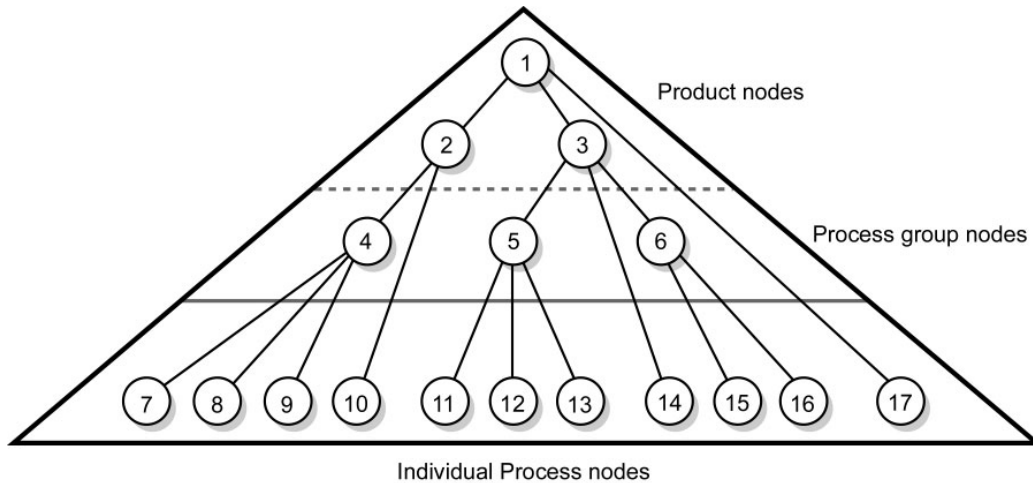 1
Product nodes
2 3
Process group nodes
4 5 6
7 8 9 10 11 12 13 14 15 16 17
Individual Process nodes